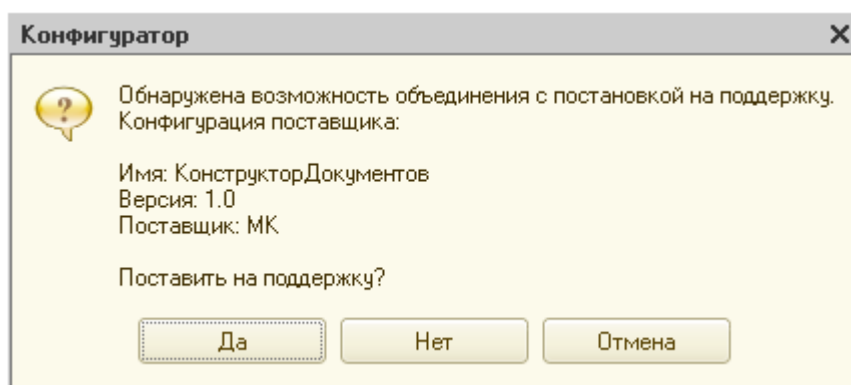 Конфигуратор
Обнаружена возможность объединения с постановкой на поддержку.
Конфигурация поставщика:
Имя: КонструкторДокументов
Версия: 1.0
Поставщик: МК
Поставить на поддержку?
Да Нет Отмена